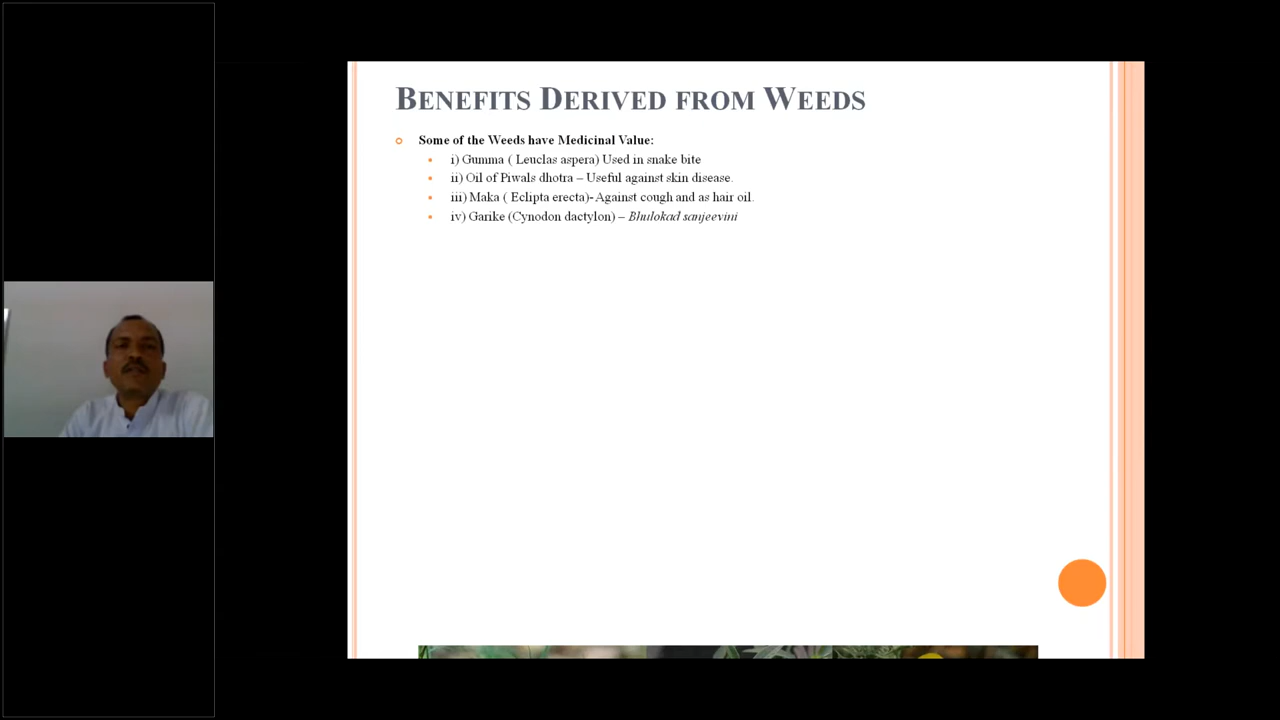 BENEFITS DERIVED FROM WEEDS
Some of the Weeds have Medicinal Value:
i) Gumma ( Leuclas aspera) Used in snake bite
ii) Oil of Piwals dhotra – Useful against skin disease.
iii) Maka ( Eclipta erecta)- Against cough and as hair oil.
iv) Garike (Cynodon dactylon) – Bhulokad sanjeevini